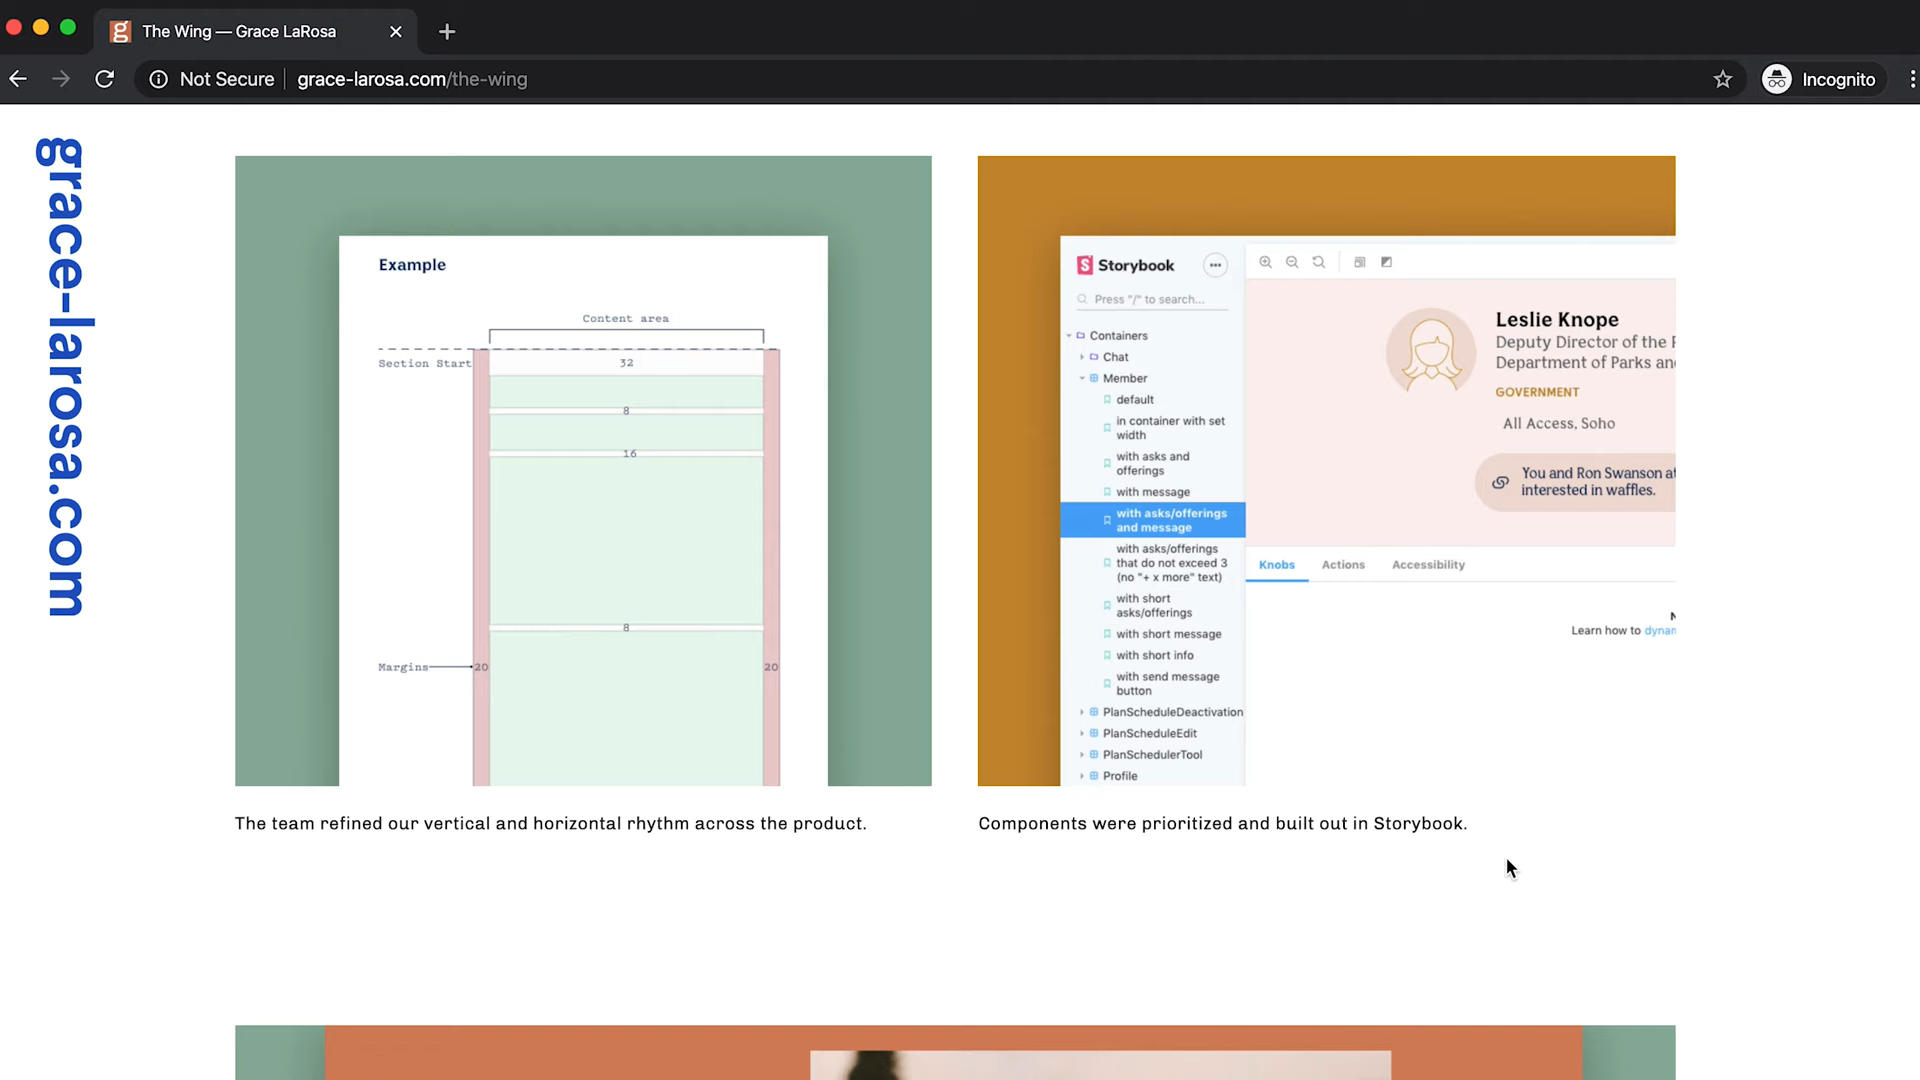 The Wing — Grace LaRosa
Not Secure
grace-larosa.com/the-wing
Incognito
grace-larosa.com
Example
Content area
Section Start
32
8
16
8
Margins
20
20
The team refined our vertical and horizontal rhythm across the product.
Storybook
Press "/" to search...
Containers
Chat
Member
default
in container with set
width
with asks and
offerings
with message
with asks/offerings
and message
with asks/offerings
that do not exceed 3
(no "+ x more" text)
with short
asks/offerings
with short message
with short info
with send message
button
PlanScheduleDeactivation
PlanScheduleEdit
PlanSchedulerTool
Profile
Leslie Knope
Deputy Director of the
Department of Parks an
GOVERNMENT
All Access, Soho
You and Ron Swanson at
interested in waffles.
Knobs
Actions
Accessibility
N
Learn how to dynam
Components were prioritized and built out in Storybook.